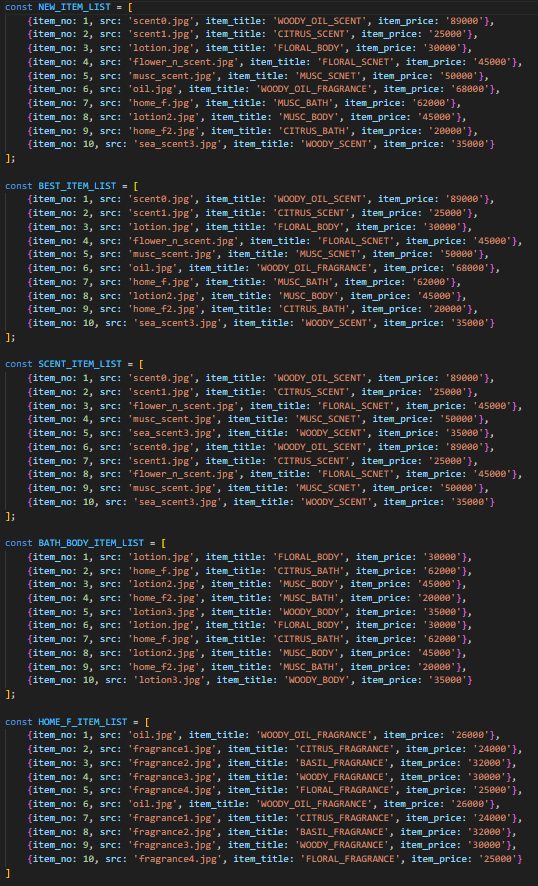 const NEW_ITEM_LIST = [
    {item_no: 1, src: 'scent0.jpg', item_title: 'WOODY_OIL_SCENT', item_price: '89000'},
    {item_no: 2, src: 'scent1.jpg', item_title: 'CITRUS_SCENT', item_price: '25000'},
    {item_no: 3, src: 'lotion.jpg', item_title: 'FLORAL_BODY', item_price: '30000'},
    {item_no: 4, src: 'flower_n_scent.jpg', item_title: 'FLORAL_SCNET', item_price: '45000'},
    {item_no: 5, src: 'musc_scent.jpg', item_title: 'MUSC_SCNET', item_price: '50000'},
    {item_no: 6, src: 'oil.jpg', item_title: 'WOODY_OIL_FRAGRANCE', item_price: '68000'},
    {item_no: 7, src: 'home_f.jpg', item_title: 'MUSC_BATH', item_price: '62000'},
    {item_no: 8, src: 'lotion2.jpg', item_title: 'MUSC_BODY', item_price: '45000'},
    {item_no: 9, src: 'home_f2.jpg', item_title: 'CITRUS_BATH', item_price: '20000'},
    {item_no: 10, src: 'sea_scent3.jpg', item_title: 'WOODY_SCENT', item_price: '35000'}
];
const BEST_ITEM_LIST = [
    {item_no: 1, src: 'scent0.jpg', item_title: 'WOODY_OIL_SCENT', item_price: '89000'},
    {item_no: 2, src: 'scent1.jpg', item_title: 'CITRUS_SCENT', item_price: '25000'},
    {item_no: 3, src: 'lotion.jpg', item_title: 'FLORAL_BODY', item_price: '30000'},
    {item_no: 4, src: 'flower_n_scent.jpg', item_title: 'FLORAL_SCNET', item_price: '45000'},
    {item_no: 5, src: 'musc_scent.jpg', item_title: 'MUSC_SCNET', item_price: '50000'},
    {item_no: 6, src: 'oil.jpg', item_title: 'WOODY_OIL_FRAGRANCE', item_price: '68000'},
    {item_no: 7, src: 'home_f.jpg', item_title: 'MUSC_BATH', item_price: '62000'},
    {item_no: 8, src: 'lotion2.jpg', item_title: 'MUSC_BODY', item_price: '45000'},
    {item_no: 9, src: 'home_f2.jpg', item_title: 'CITRUS_BATH', item_price: '20000'},
    {item_no: 10, src: 'sea_scent3.jpg', item_title: 'WOODY_SCENT', item_price: '35000'}
];
const SCENT_ITEM_LIST = [
    {item_no: 1, src: 'scent0.jpg', item_title: 'WOODY_OIL_SCENT', item_price: '89000'},
    {item_no: 2, src: 'scent1.jpg', item_title: 'CITRUS_SCENT', item_price: '25000'},
    {item_no: 3, src: 'flower_n_scent.jpg', item_title: 'FLORAL_SCNET', item_price: '45000'},
    {item_no: 4, src: 'musc_scent.jpg', item_title: 'MUSC_SCNET', item_price: '50000'},
    {item_no: 5, src: 'sea_scent3.jpg', item_title: 'WOODY_SCENT', item_price: '35000'},
    {item_no: 6, src: 'scent0.jpg', item_title: 'WOODY_OIL_SCENT', item_price: '89000'},
    {item_no: 7, src: 'scent1.jpg', item_title: 'CITRUS_SCENT', item_price: '25000'},
    {item_no: 8, src: 'flower_n_scent.jpg', item_title: 'FLORAL_SCNET', item_price: '45000'},
    {item_no: 9, src: 'musc_scent.jpg', item_title: 'MUSC_SCNET', item_price: '50000'},
    {item_no: 10, src: 'sea_scent3.jpg', item_title: 'WOODY_SCENT', item_price: '35000'}
];
const BATH_BODY_ITEM_LIST = [
    {item_no: 1, src: 'lotion.jpg', item_title: 'FLORAL_BODY', item_price: '30000'},
    {item_no: 2, src: 'home_f.jpg', item_title: 'CITRUS_BATH', item_price: '62000'},
    {item_no: 3, src: 'lotion2.jpg', item_title: 'MUSC_BODY', item_price: '45000'},
    {item_no: 4, src: 'home_f2.jpg', item_title: 'MUSC_BATH', item_price: '20000'},
    {item_no: 5, src: 'lotion3.jpg', item_title: 'WOODY_BODY', item_price: '35000'},
    {item_no: 6, src: 'lotion.jpg', item_title: 'FLORAL_BODY', item_price: '30000'},
    {item_no: 7, src: 'home_f.jpg', item_title: 'CITRUS_BATH', item_price: '62000'},
    {item_no: 8, src: 'lotion2.jpg', item_title: 'MUSC_BODY', item_price: '45000'},
    {item_no: 9, src: 'home_f2.jpg', item_title: 'MUSC_BATH', item_price: '20000'},
    {item_no: 10, src: 'lotion3.jpg', item_title: 'WOODY_BODY', item_price: '35000'}
];
const HOME_F_ITEM_LIST = [
    {item_no: 1, src: 'oil.jpg', item_title: 'WOODY_OIL_FRAGRANCE', item_price: '26000'},
    {item_no: 2, src: 'fragrance1.jpg', item_title: 'CITRUS_FRAGRANCE', item_price: '24000'},
    {item_no: 3, src: 'fragrance2.jpg', item_title: 'BASIL_FRAGRANCE', item_price: '32000'},
    {item_no: 4, src: 'fragrance3.jpg', item_title: 'WOODY_FRAGRANCE', item_price: '30000'},
    {item_no: 5, src: 'fragrance4.jpg', item_title: 'FLORAL_FRAGRANCE', item_price: '25000'},
    {item_no: 6, src: 'oil.jpg', item_title: 'WOODY_OIL_FRAGRANCE', item_price: '26000'},
    {item_no: 7, src: 'fragrance1.jpg', item_title: 'CITRUS_FRAGRANCE', item_price: '24000'},
    {item_no: 8, src: 'fragrance2.jpg', item_title: 'BASIL_FRAGRANCE', item_price: '32000'},
    {item_no: 9, src: 'fragrance3.jpg', item_title: 'WOODY_FRAGRANCE', item_price: '30000'},
    {item_no: 10, src: 'fragrance4.jpg', item_title: 'FLORAL_FRAGRANCE', item_price: '25000'}
]